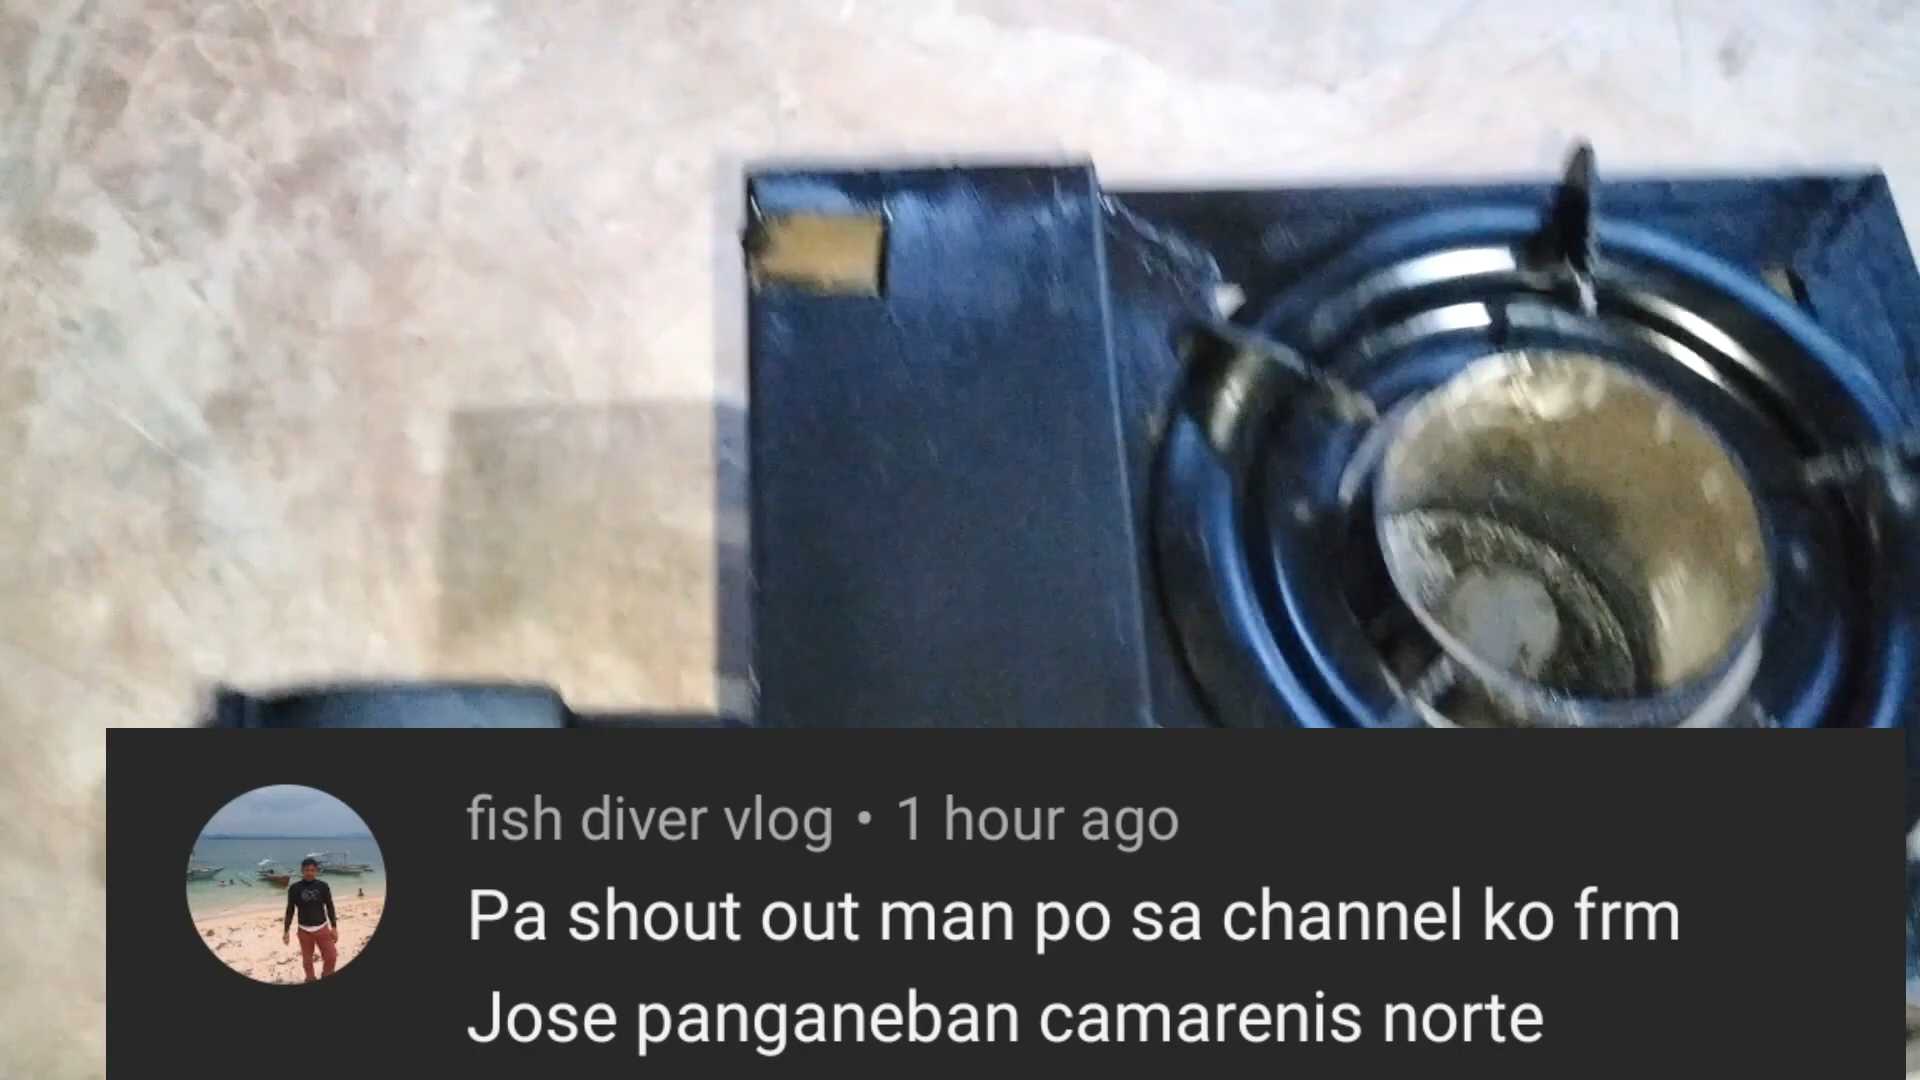 fish diver vlog • 1 hour ago
Pa shout out man po sa channel ko frm
Jose panganeban camarenis norte